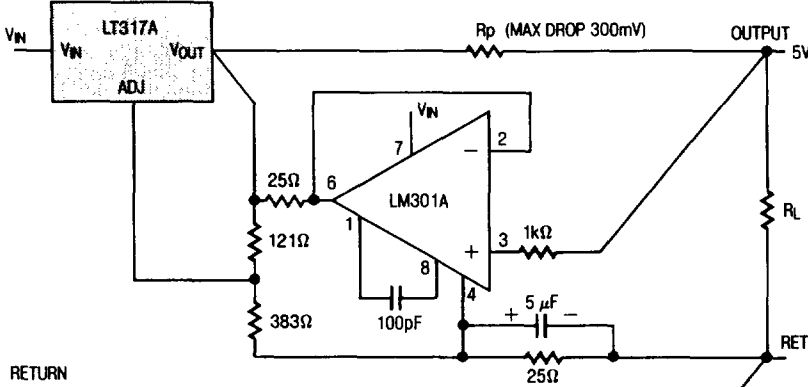 LT317A
Rp (MAX DROP 300mV)
OUTPUT
VIN
VIN
VOUT
5V
ADJ
VIN
7
2
−
25Ω
6
LM301A
RL
121Ω
1
1kΩ
3
+
8
4
+ 5 μF −
383Ω
100pF
RET
RETURN
25Ω